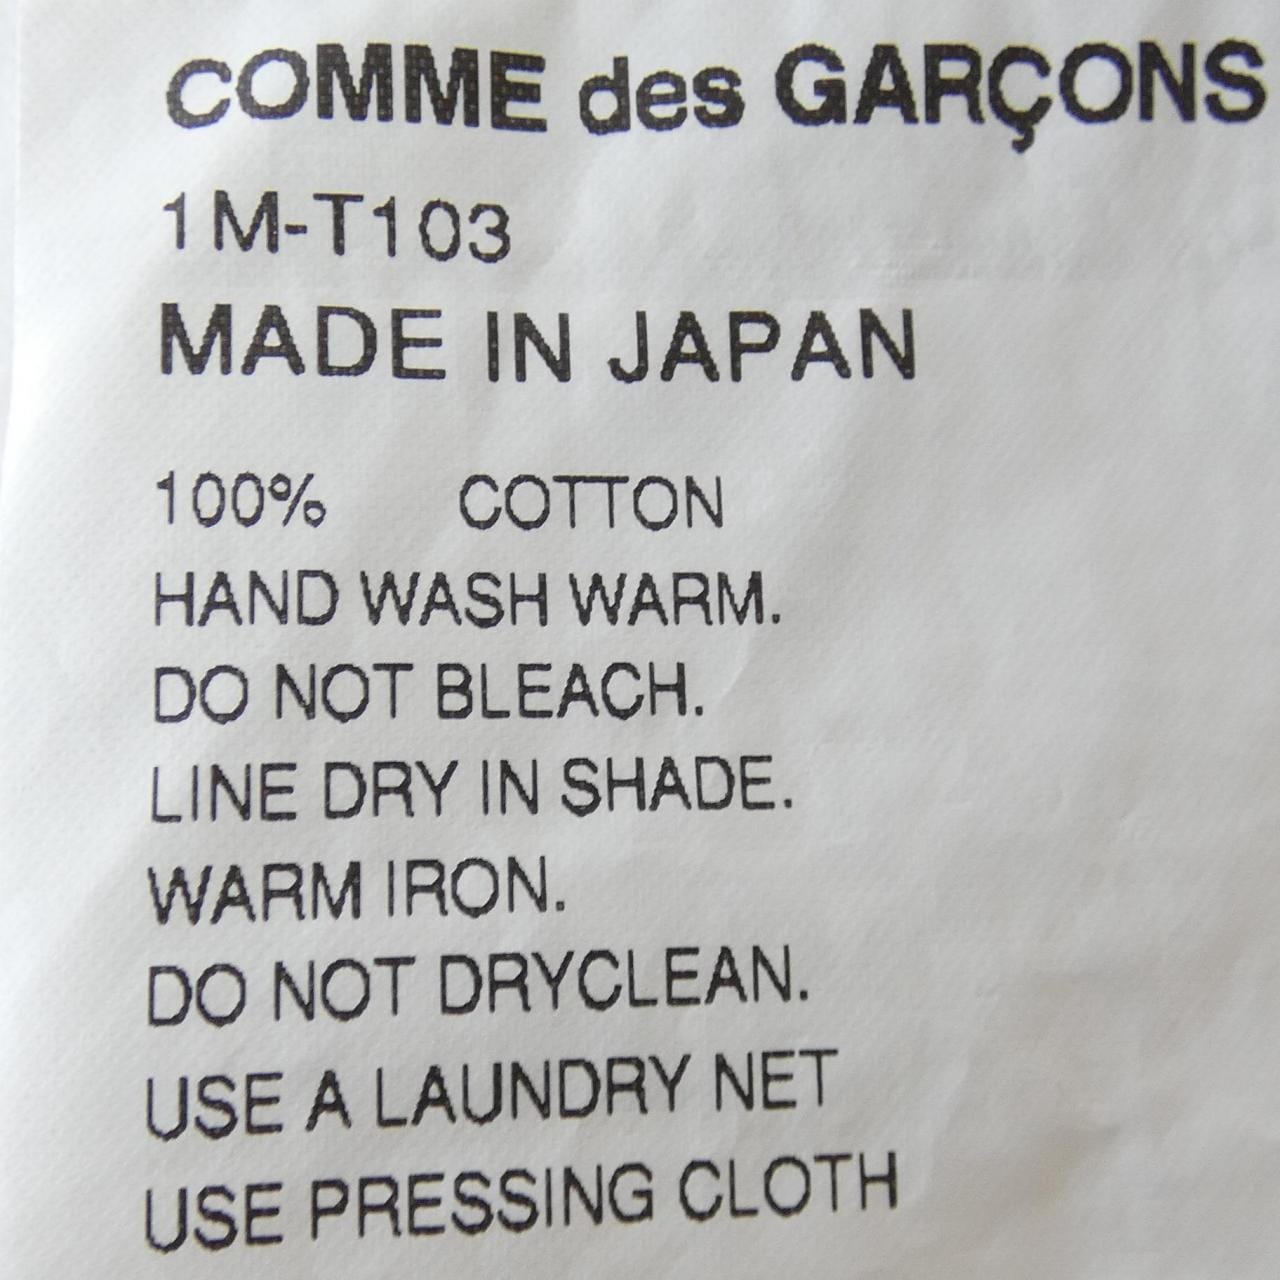 COMME des GARÇONS
1M-T103
MADE IN JAPAN
100% COTTON
HAND WASH WARM.
DO NOT BLEACH.
LINE DRY IN SHADE.
WARM IRON.
DO NOT DRYCLEAN.
USE A LAUNDRY NET
USE PRESSING CLOTH